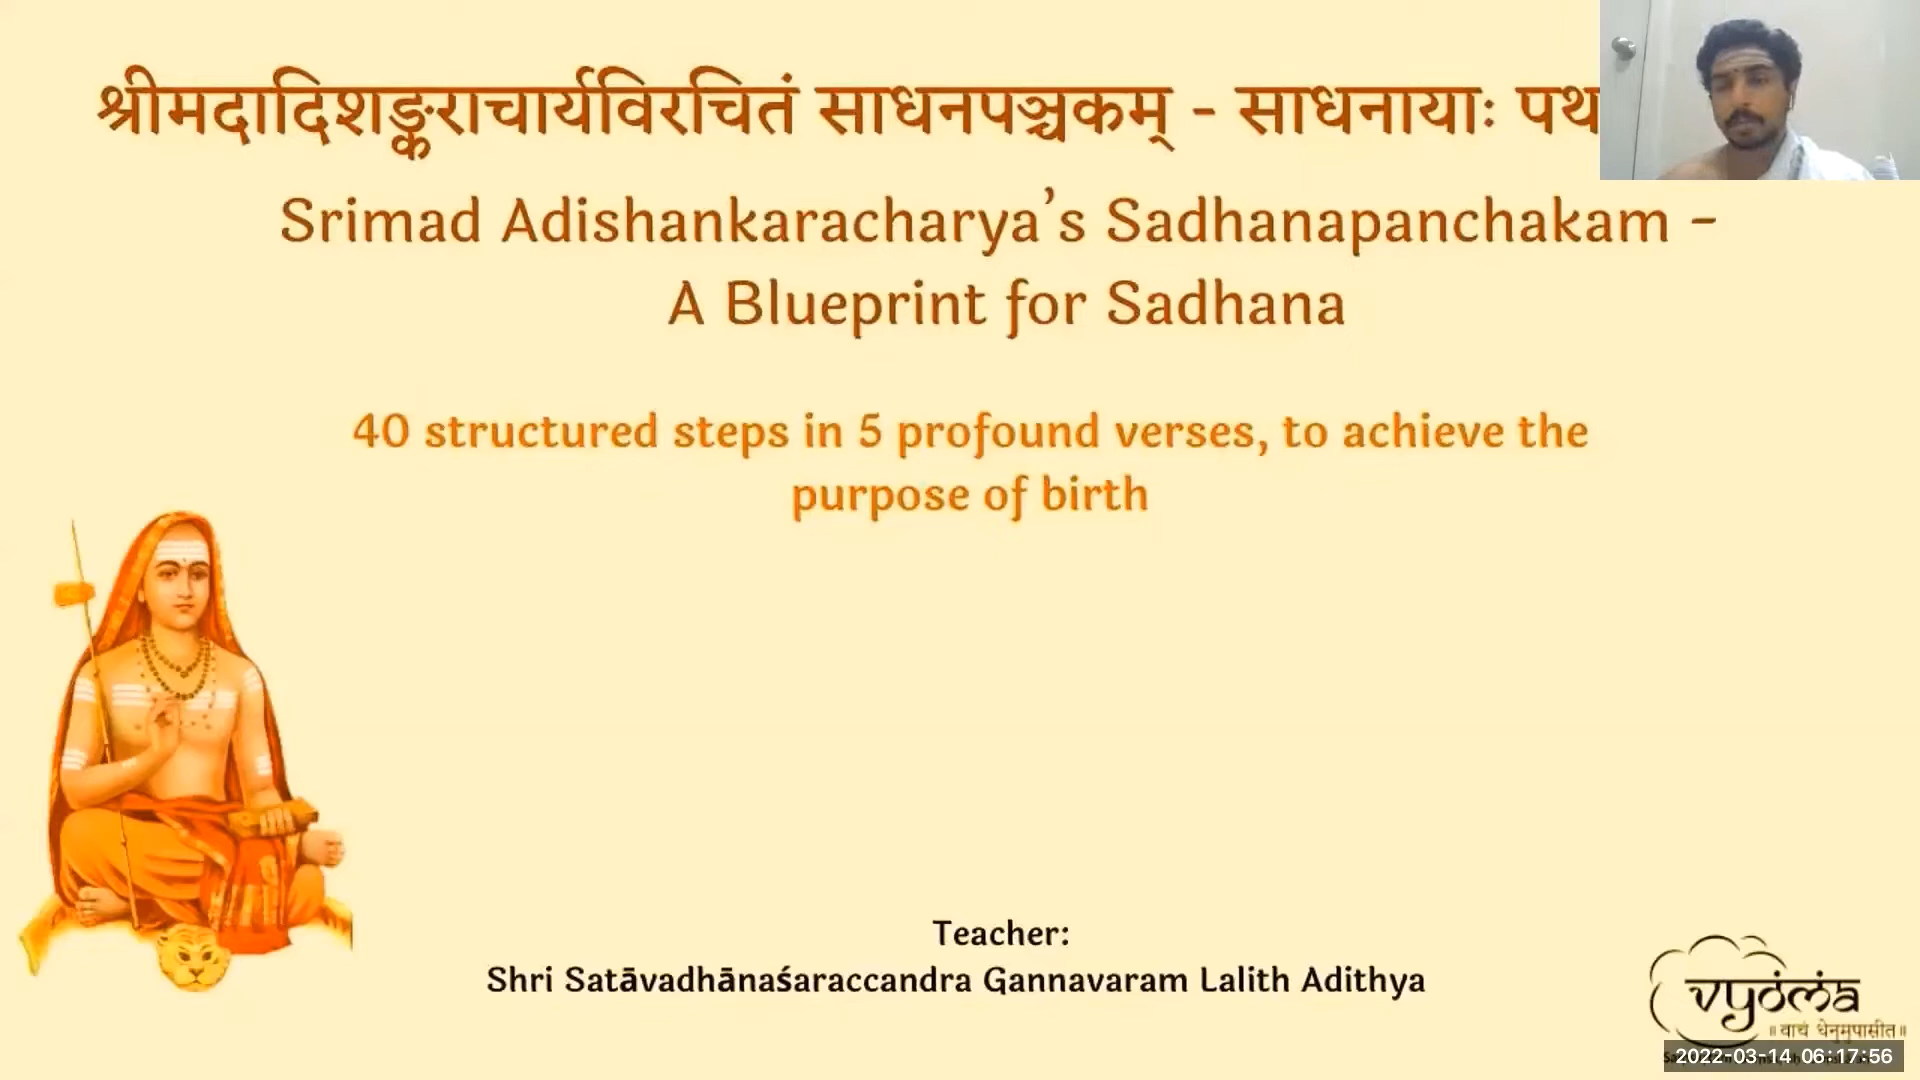 श्रीमदादिशङ्कराचार्यविरचितं साधनपञ्चकम् - साधनायाः पथ
Srimad Adishankaracharya’s Sadhanapanchakam -
A Blueprint for Sadhana
40 structured steps in 5 profound verses, to achieve the
purpose of birth
Teacher:
Shri Satāvadhānaśaraccandra Gannavaram Lalith Adithya
vyoma
॥ वाचं धेनुमुपासीत॥
2022-03-14 06:17:56